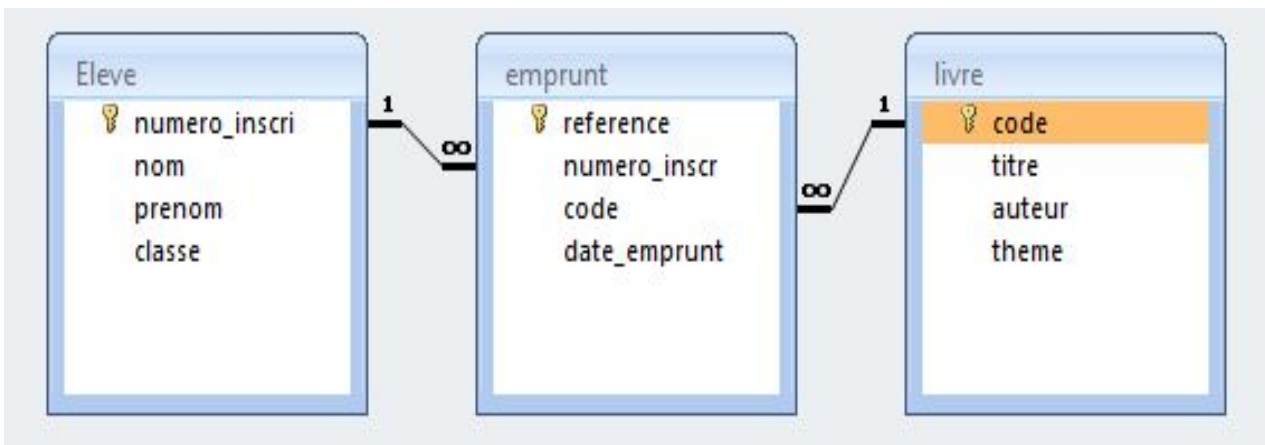 Eleve
numero_inscri
nom
prenom
classe
1
∞
emprunt
reference
numero_inscr
code
date_emprunt
∞
1
livre
code
titre
auteur
theme